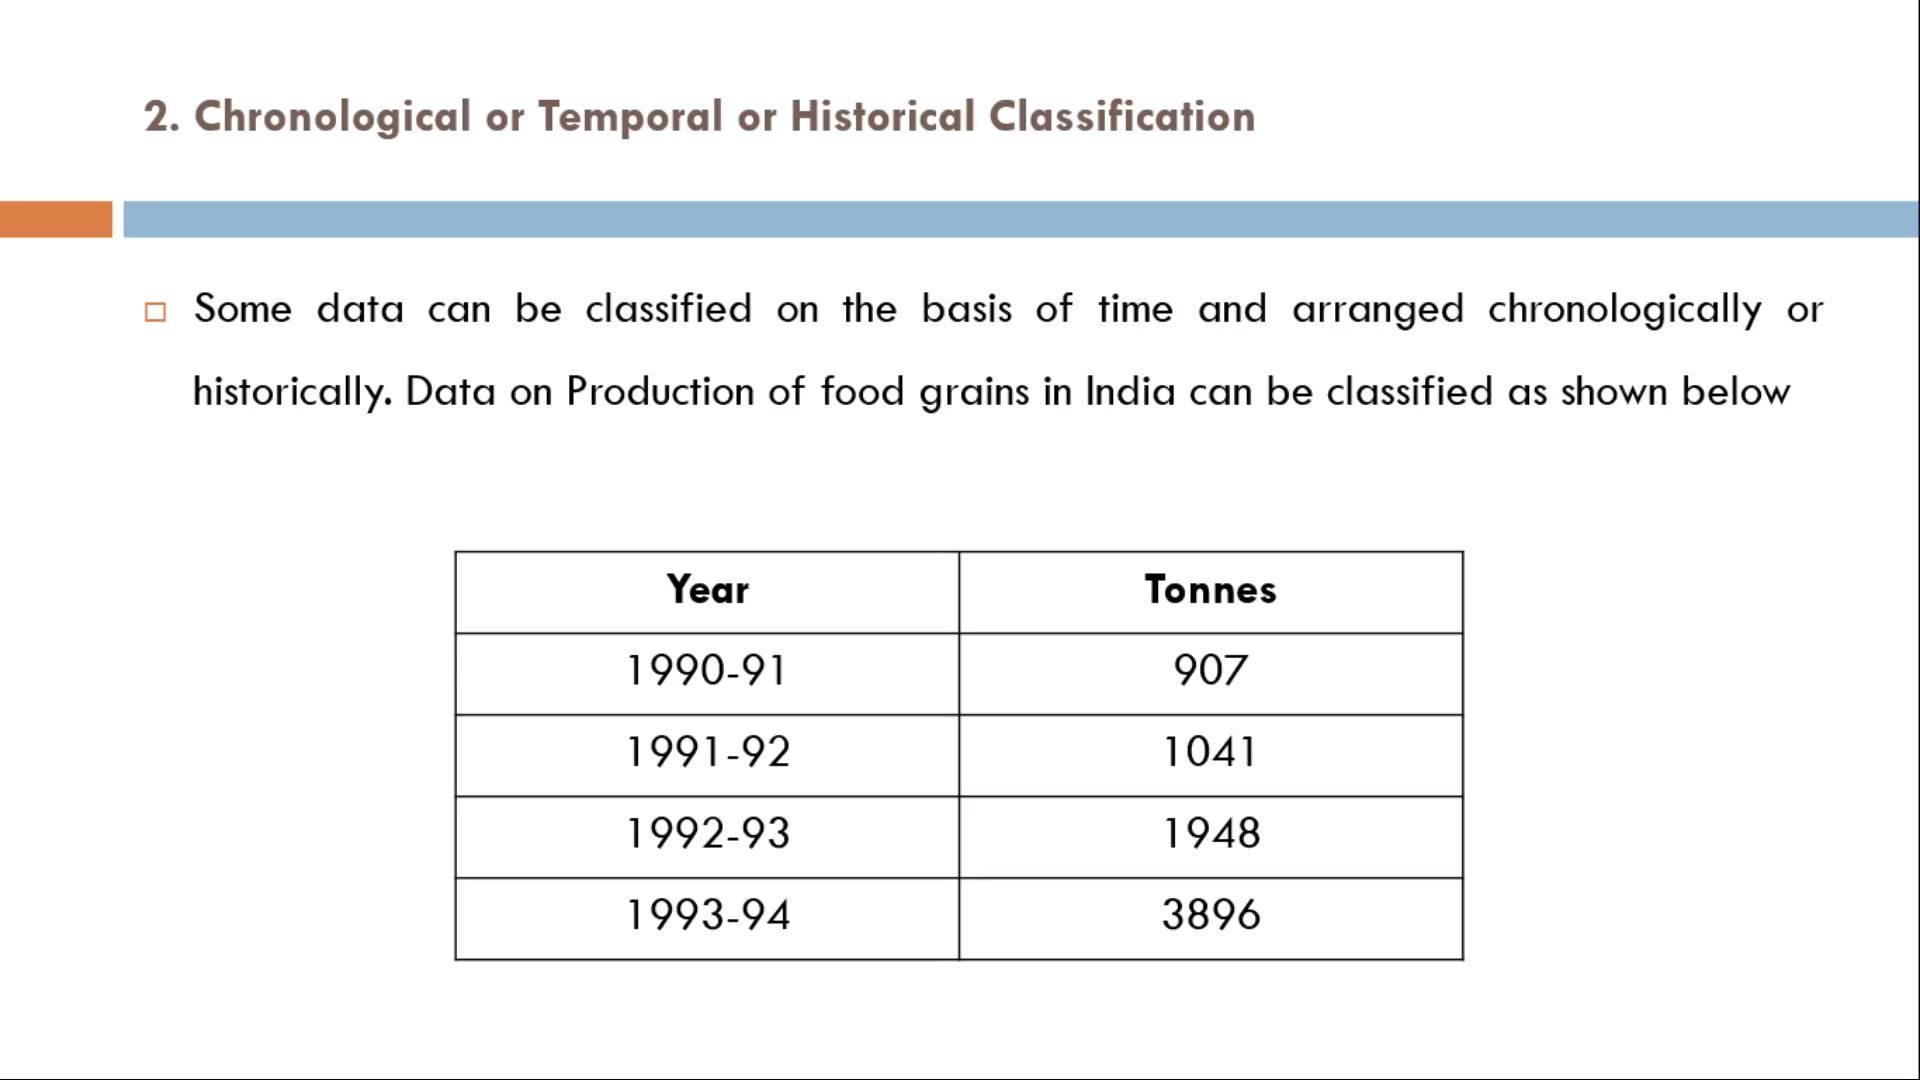 2. Chronological or Temporal or Historical Classification
Some data can be classified on the basis of time and arranged chronologically or
historically. Data on Production of food grains in India can be classified as shown below
Year Tonnes
1990-91 907
1991-92 1041
1992-93 1948
1993-94 3896